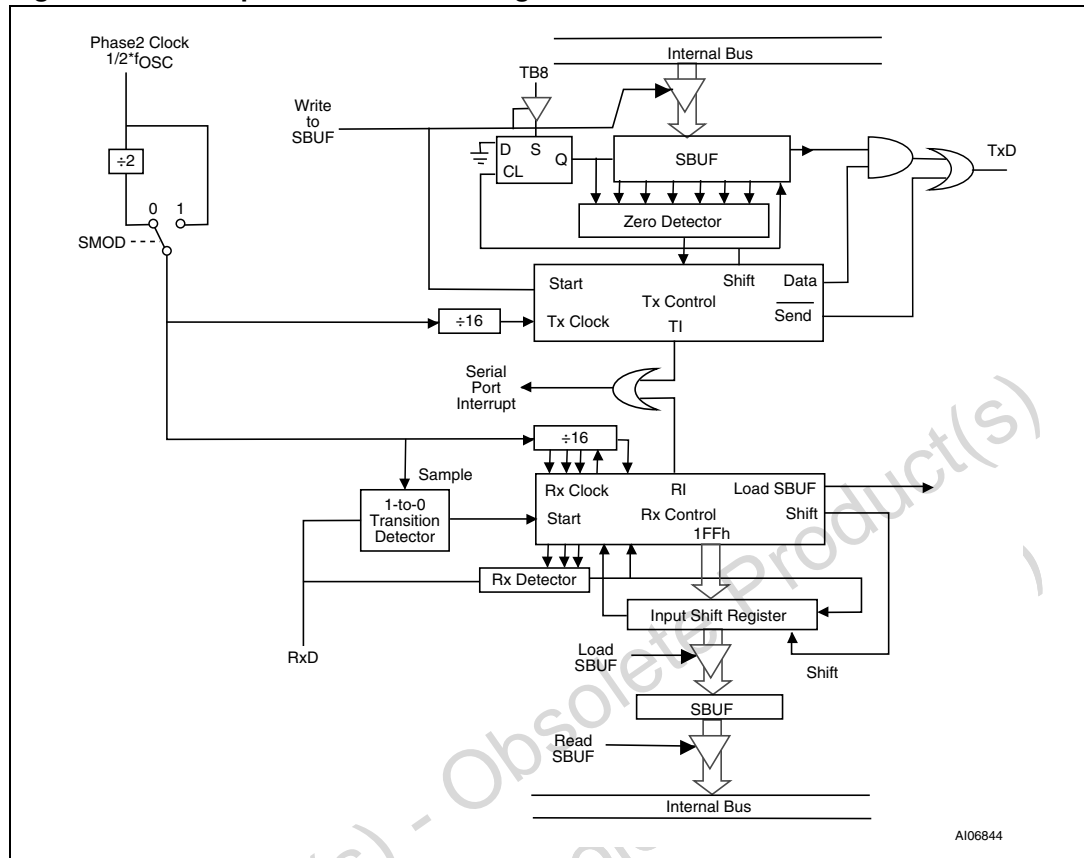 Phase2 Clock
1/2*fOSC
Internal Bus
TB8
Write
to
SBUF
D S
Q
CL
SBUF
TxD
÷2
0 1
SMOD
Zero Detector
Shift
Start
Data
Tx Control
Send
÷16
Tx Clock
TI
Serial
Port
Interrupt
÷16
Sample
Rx Clock
RI
Load SBUF
1-to-0
Transition
Detector
Start
Rx Control
Shift
1FFh
Rx Detector
Input Shift Register
RxD
Load
SBUF
Shift
SBUF
Read
SBUF
Internal Bus
AI06844
(s) - Obsolete Product(s)